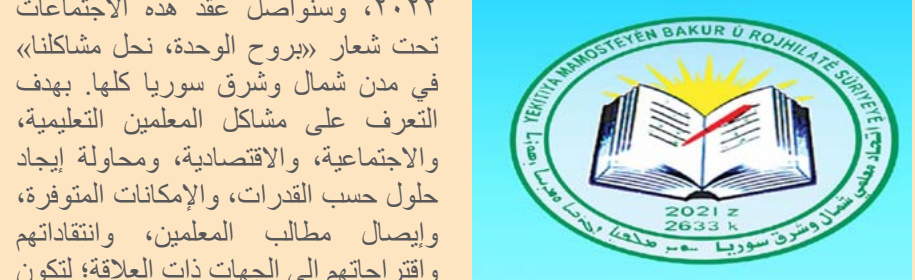 ٢٠٢٢، وسنواصل عقد هذه الاجتماعات
تحت شعار «بروح الوحدة، نحل مشاكلنا»
في مدن شمال وشرق سوريا كلها. بهدف
التعرف على مشاكل المعلمين التعليمية،
والاجتماعية، والاقتصادية، ومحاولة إيجاد
حلول حسب القدرات، والإمكانات المتوفرة،
وإيصال مطالب المعلمين، وانتقاداتهم
واقتراحاتهم إلى الجهات ذات العلاقة؛ لتكون
YEKITIYA MAMOSTEYÊN BAKUR Û ROJHILATÊ SÛRIYEYÊ
اتحاد معلمي شمال وشرق سوريا
2021 z
2633 k